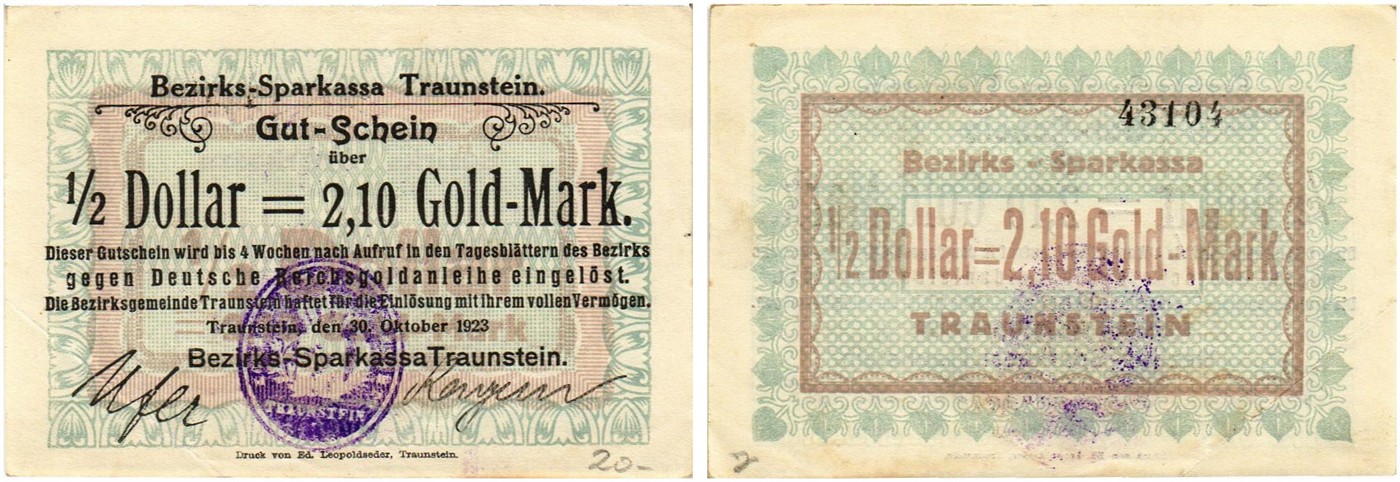 Bezirks-Sparkassa Traunstein.
Gut-Schein
über
1/2 Dollar = 2,10 Gold-Mark.
Dieser Gutschein wird bis 4 Wochen nach Aufruf in den Tagesblättern des Bezirks
gegen Deutsche Reichsgoldanleihe eingelöst.
Die Bezirksgemeinde Traunstein haftet für die Einlösung mit ihrem vollen Vermögen.
Traunstein, den 30. Oktober 1923
Bezirks-Sparkassa Traunstein.
Ufer
TRAUNSTEIN
Druck von Ed. Leopoldseder, Traunstein.
20-
43104
Bezirks - Sparkassa
1/2 Dollar = 2,10 Gold-Mark
TRAUNSTEIN